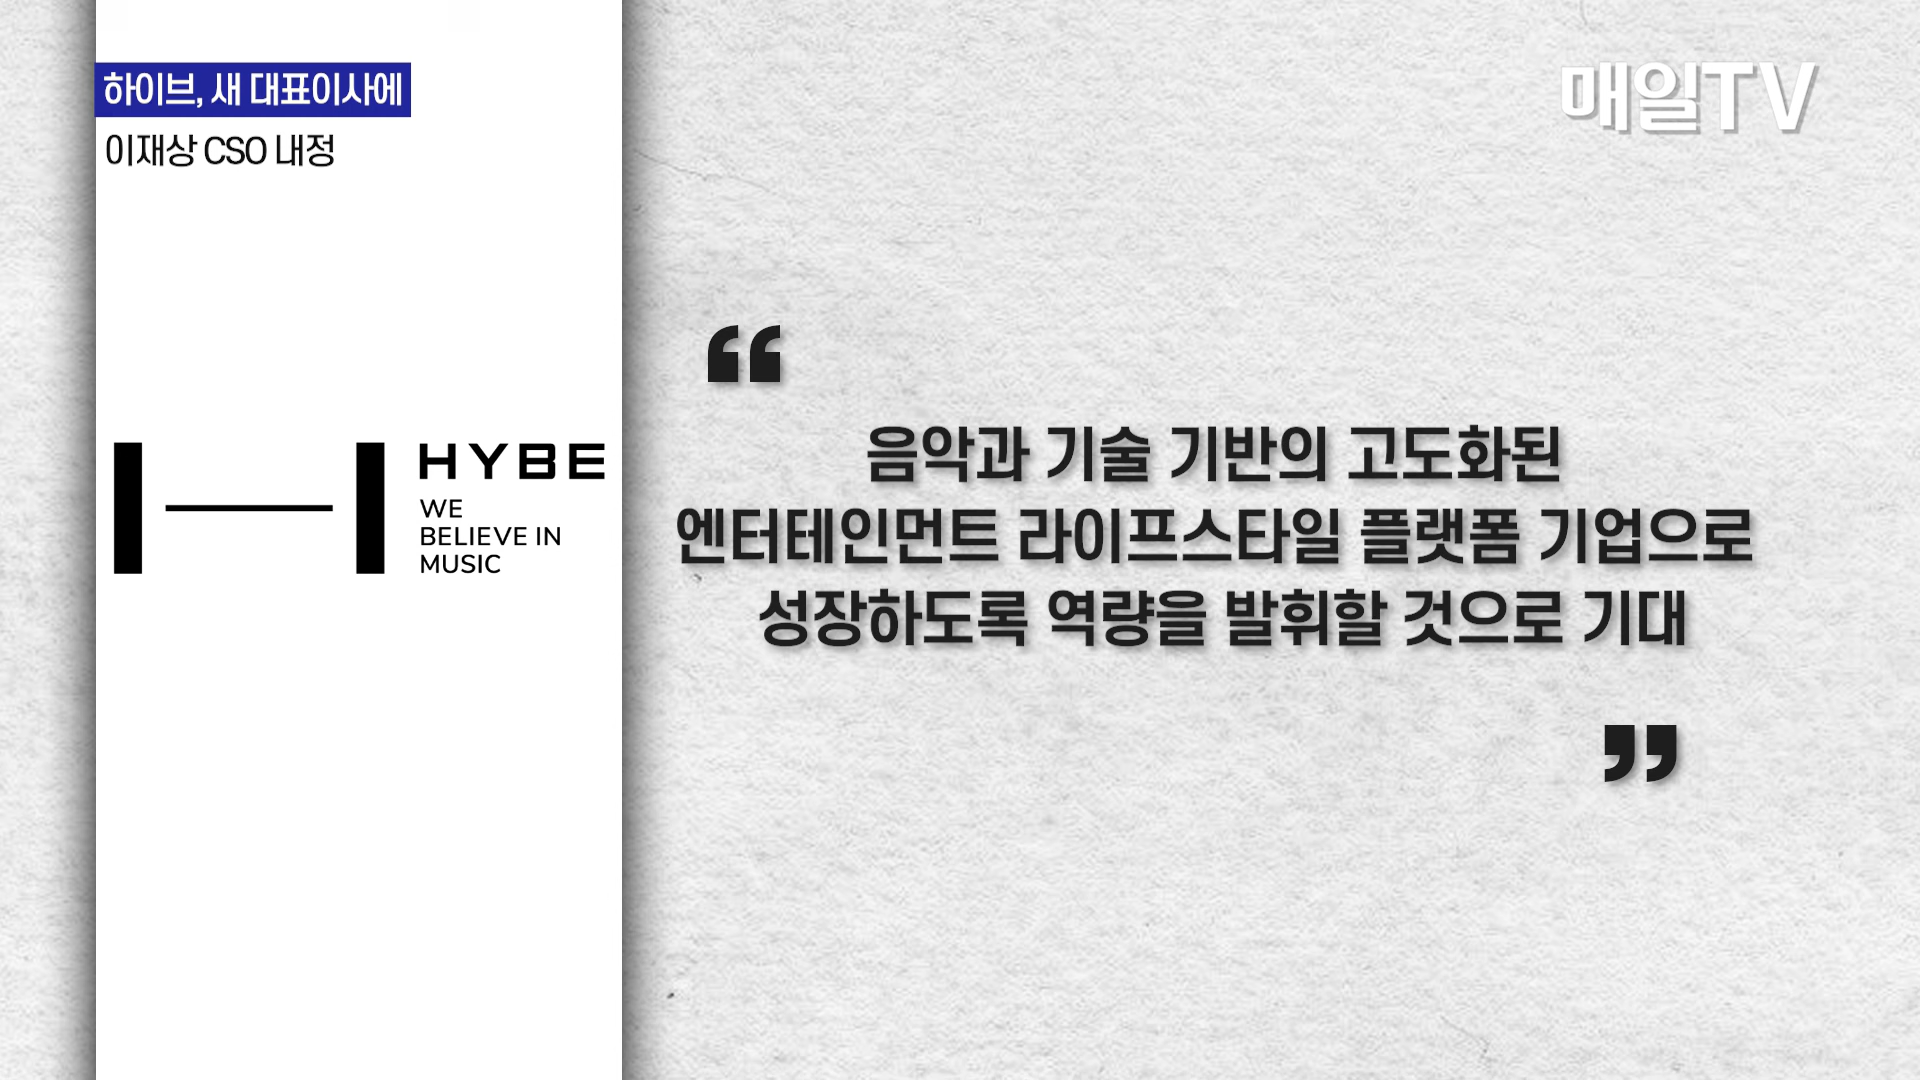 하이브, 새 대표이사에
이재상 CSO 내정
매일TV
HYBE
WE
BELIEVE IN
MUSIC
“
음악과 기술 기반의 고도화된
엔터테인먼트 라이프스타일 플랫폼 기업으로
성장하도록 역량을 발휘할 것으로 기대
”